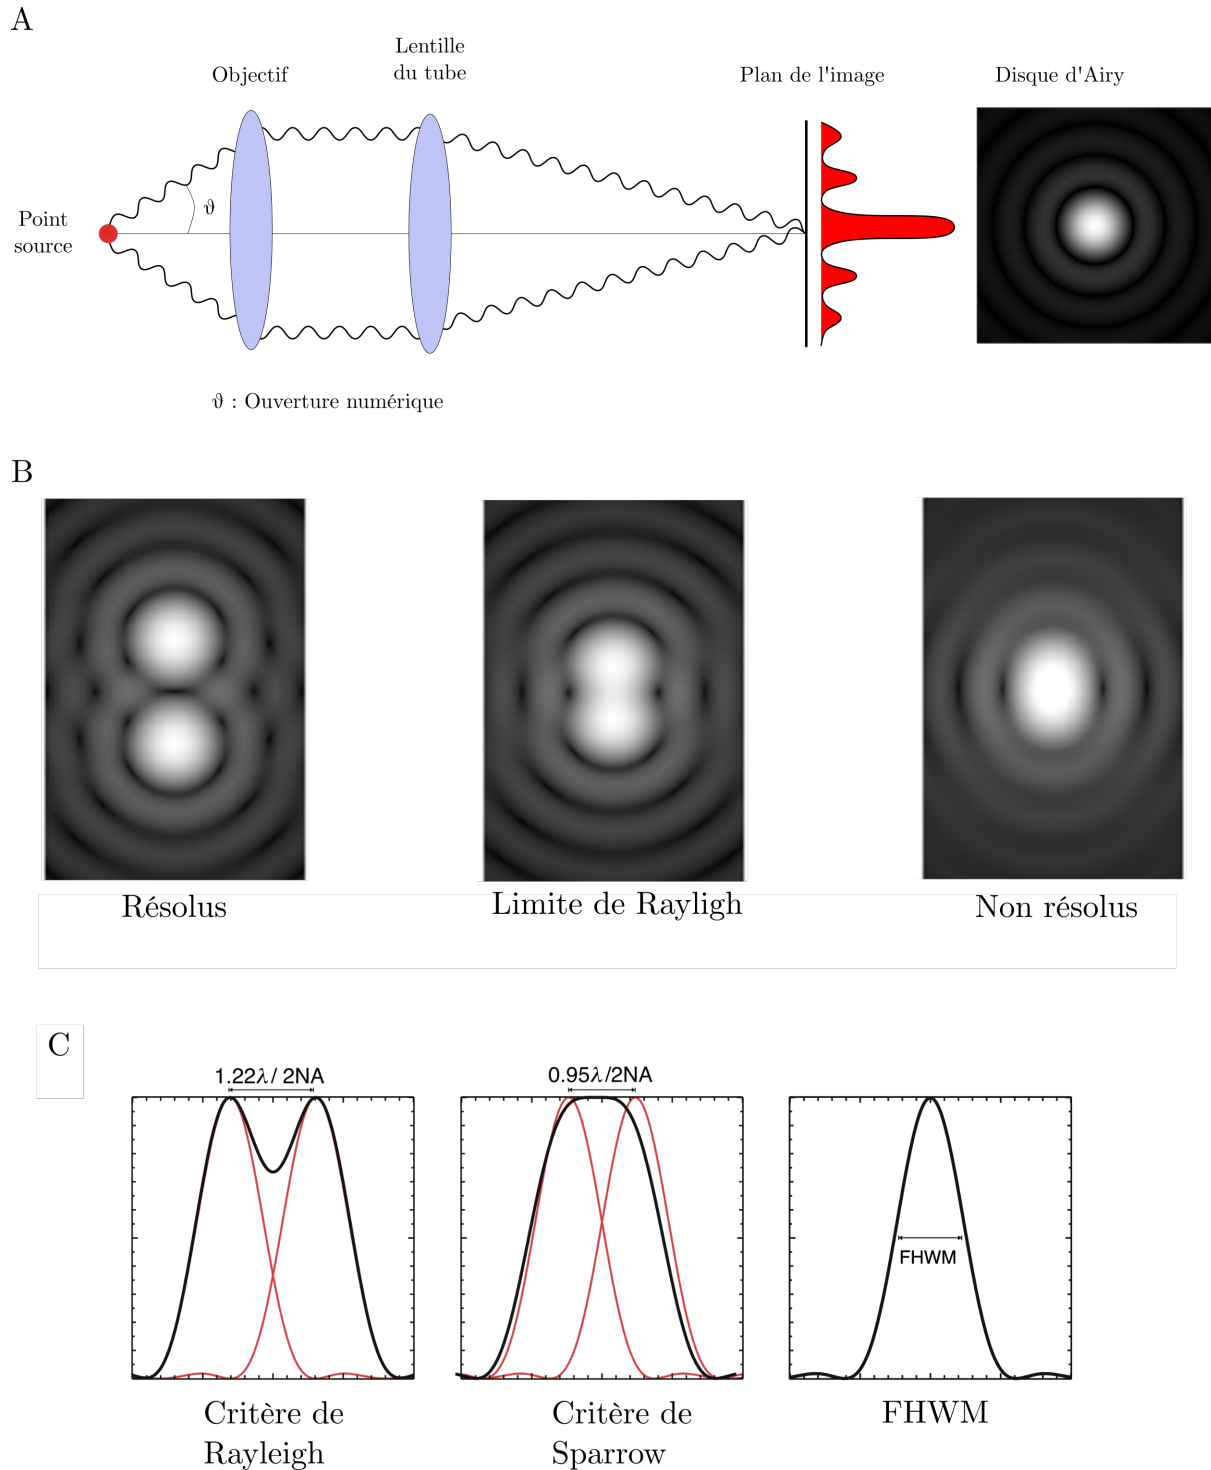 A
Objectif
Lentille
du tube
Plan de l'image
Disque d'Airy
Point
source
ϑ
ϑ : Ouverture numérique
B
Résolus
Limite de Rayligh
Non résolus
C
1.22λ/ 2NA
0.95λ/2NA
FHWM
Critère de
Rayleigh
Critère de
Sparrow
FHWM